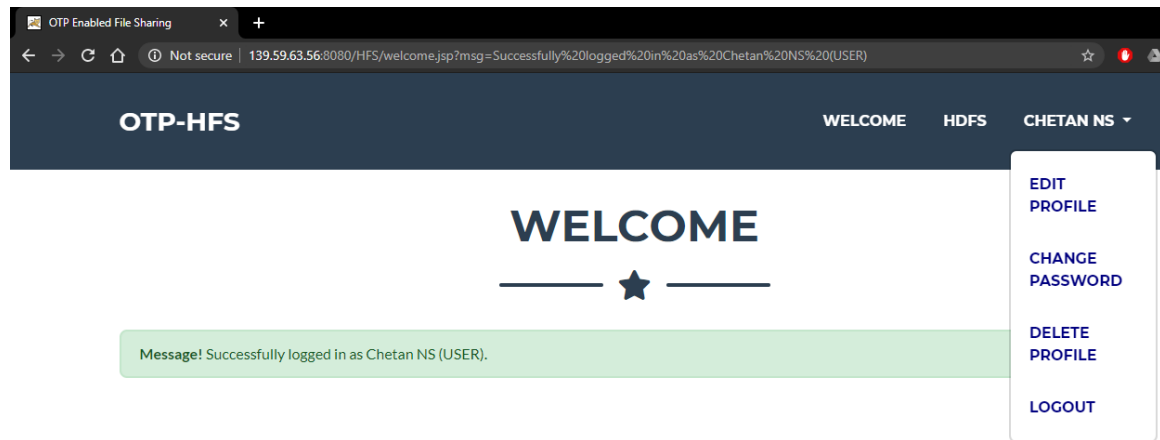 OTP Enabled File Sharing
Not secure | 139.59.63.56:8080/HFS/welcome.jsp?msg=Successfully%20logged%20in%20as%20Chetan%20NS%20(USER)
OTP-HFS WELCOME HDFS CHETAN NS
EDIT
PROFILE
CHANGE
PASSWORD
DELETE
PROFILE
LOGOUT
WELCOME
Message! Successfully logged in as Chetan NS (USER).